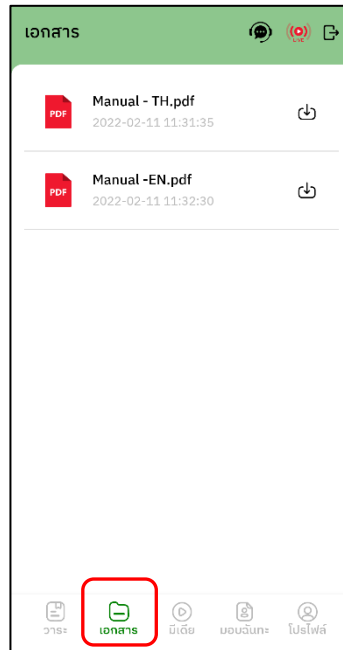 เอกสาร
LIVE
PDF
Manual - TH.pdf
2022-02-11 11:31:35
PDF
Manual -EN.pdf
2022-02-11 11:32:30
วาระ เอกสาร มีเดีย มอบฉันทะ โปรไฟล์